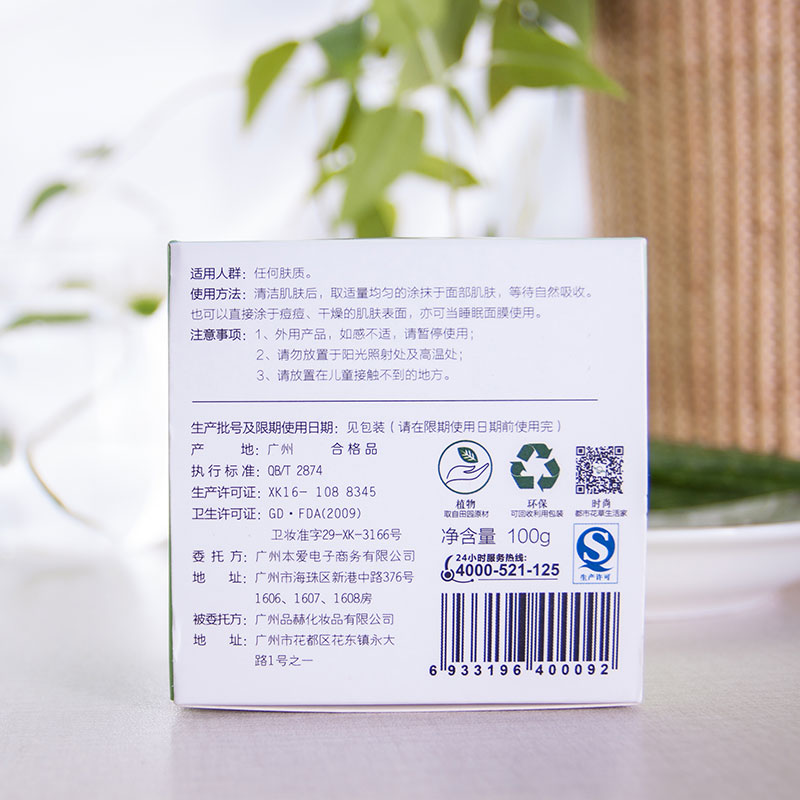 适用人群：任何肤质。
使用方法：清洁肌肤后，取适量均匀的涂抹于面部肌肤，等待自然吸收。
也可以直接涂于痘痘、干燥的肌肤表面，亦可当睡眠面膜使用。
注意事项：1、外用产品，如感不适，请暂停使用；
2、请勿放置于阳光照射处及高温处；
3、请放置在儿童接触不到的地方。
生产批号及限期使用日期：见包装（请在限期使用日期前使用完）
产 地：广州 合格品
执行标准：QB/T 2874
生产许可证：XK16- 108 8345
卫生许可证：GD·FDA(2009)
卫妆准字29-XK-3166号
委托方：广州本爱电子商务有限公司
地 址：广州市海珠区新港中路376号
1606、1607、1608房
被委托方：广州品赫化妆品有限公司
地 址：广州市花都区花东镇永大
路1号之一
植物
取自田园原材
环保
可回收利用包装
时尚
都市花草生活家
净含量 100g
24小时服务热线：
4000-521-125
QS
生产许可
6 933196 400092